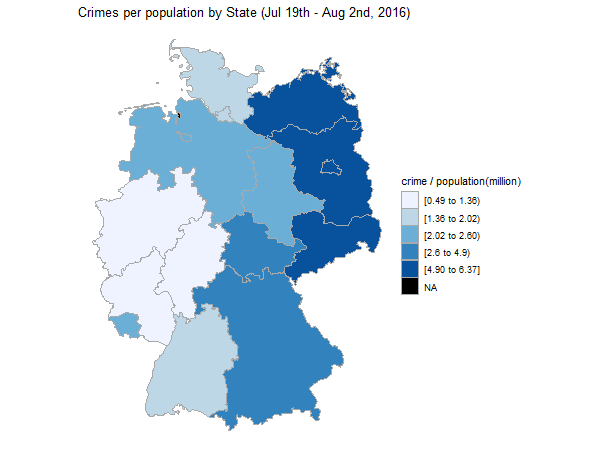 Crimes per population by State (Jul 19th - Aug 2nd, 2016)
crime / population(million)
[0.49 to 1.36)
[1.36 to 2.02)
[2.02 to 2.60)
[2.6 to 4.9)
[4.90 to 6.37]
NA